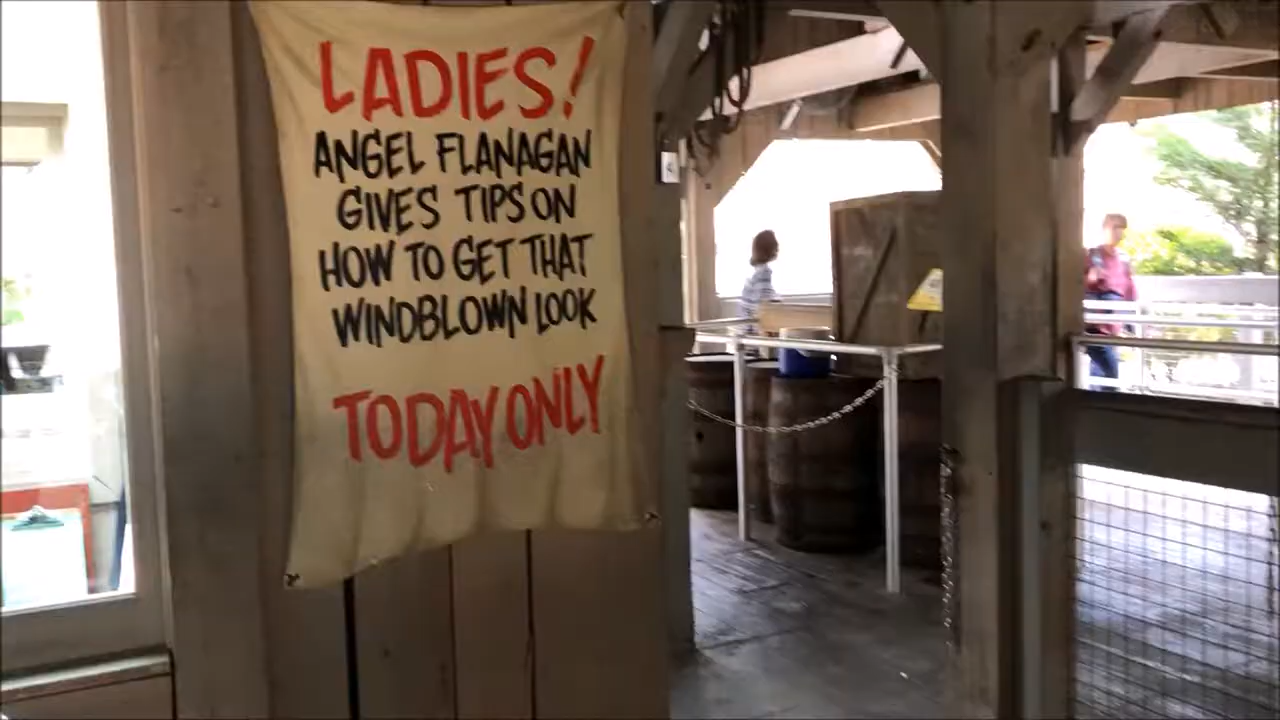 LADIES!
ANGEL FLANAGAN
GIVES TIPS ON
HOW TO GET THAT
WINDBLOWN LOOK
TODAY ONLY